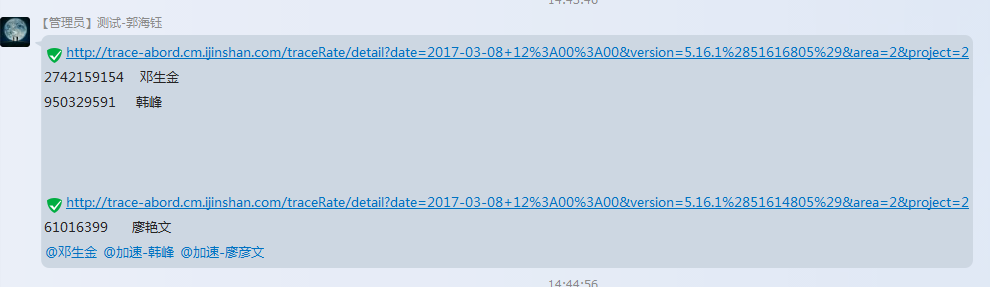 14:43:40
【管理员】测试-郭海钰
http://trace-abord.cm.ijinshan.com/traceRate/detail?date=2017-03-08+12%3A00%3A00&version=5.16.1%2851616805%29&area=2&project=2
2742159154 邓生金
950329591 韩峰
http://trace-abord.cm.ijinshan.com/traceRate/detail?date=2017-03-08+12%3A00%3A00&version=5.16.1%2851614805%29&area=2&project=2
61016399 廖艳文
@邓生金 @加速-韩峰 @加速-廖彦文
14:44:56